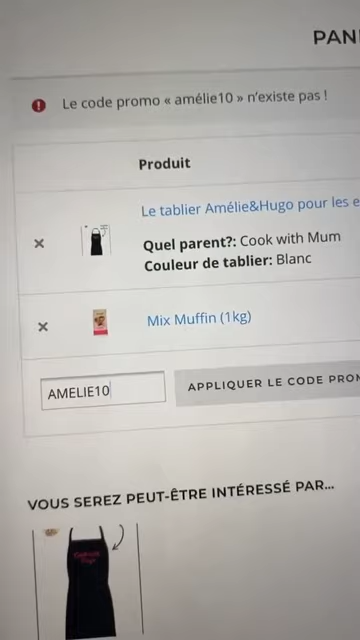 PAN
Le code promo « amélie10 » n'existe pas !
Produit
Le tablier Amélie&Hugo pour les e
Quel parent?: Cook with Mum
Couleur de tablier: Blanc
Mix Muffin (1kg)
AMELIE10
APPLIQUER LE CODE PROM
VOUS SEREZ PEUT-ÊTRE INTÉRESSÉ PAR...